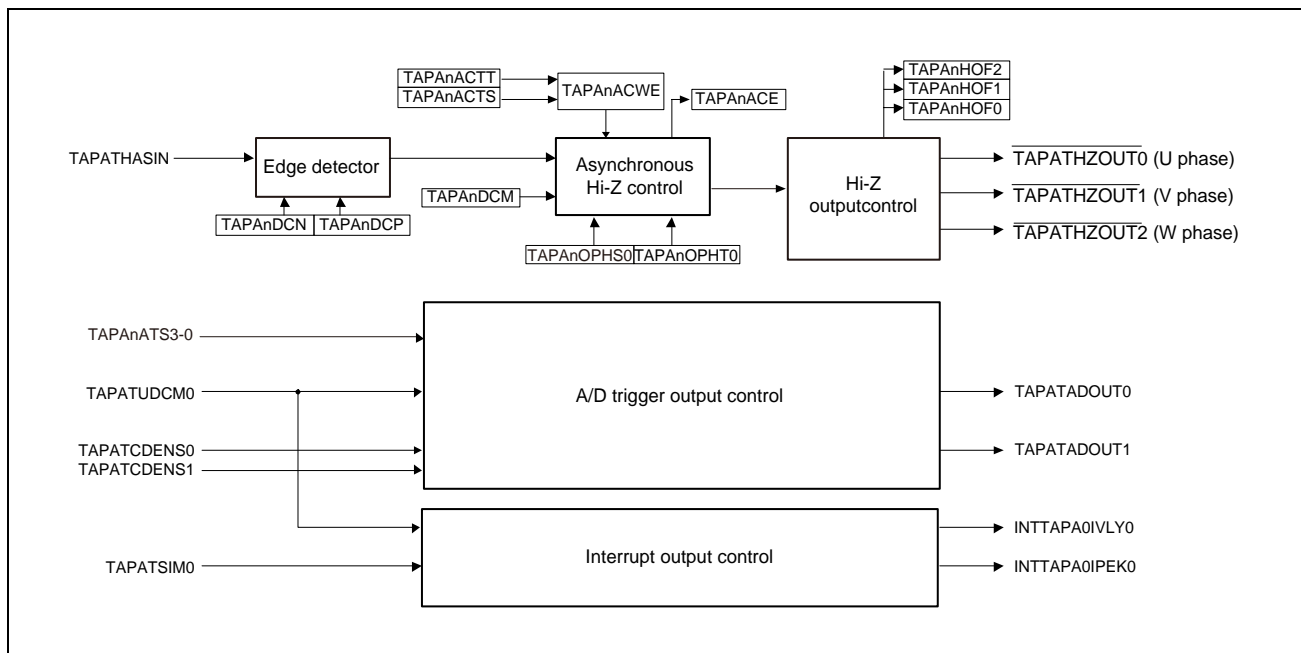 TAPAnACTT
TAPAnACTS
TAPAnACWE
TAPAnACE
TAPAnHOF2
TAPAnHOF1
TAPAnHOF0
TAPATHASIN
Edge detector
TAPAnDCN
TAPAnDCP
TAPAnDCM
Asynchronous
Hi-Z control
TAPAnOPHS0
TAPAnOPHT0
Hi-Z
outputcontrol
TAPATHZOUT0 (U phase)
TAPATHZOUT1 (V phase)
TAPATHZOUT2 (W phase)
TAPAnATS3-0
TAPATUDCM0
TAPATCDENS0
TAPATCDENS1
A/D trigger output control
TAPATADOUT0
TAPATADOUT1
TAPATSIM0
Interrupt output control
INTTAPA0IVLY0
INTTAPA0IPEK0